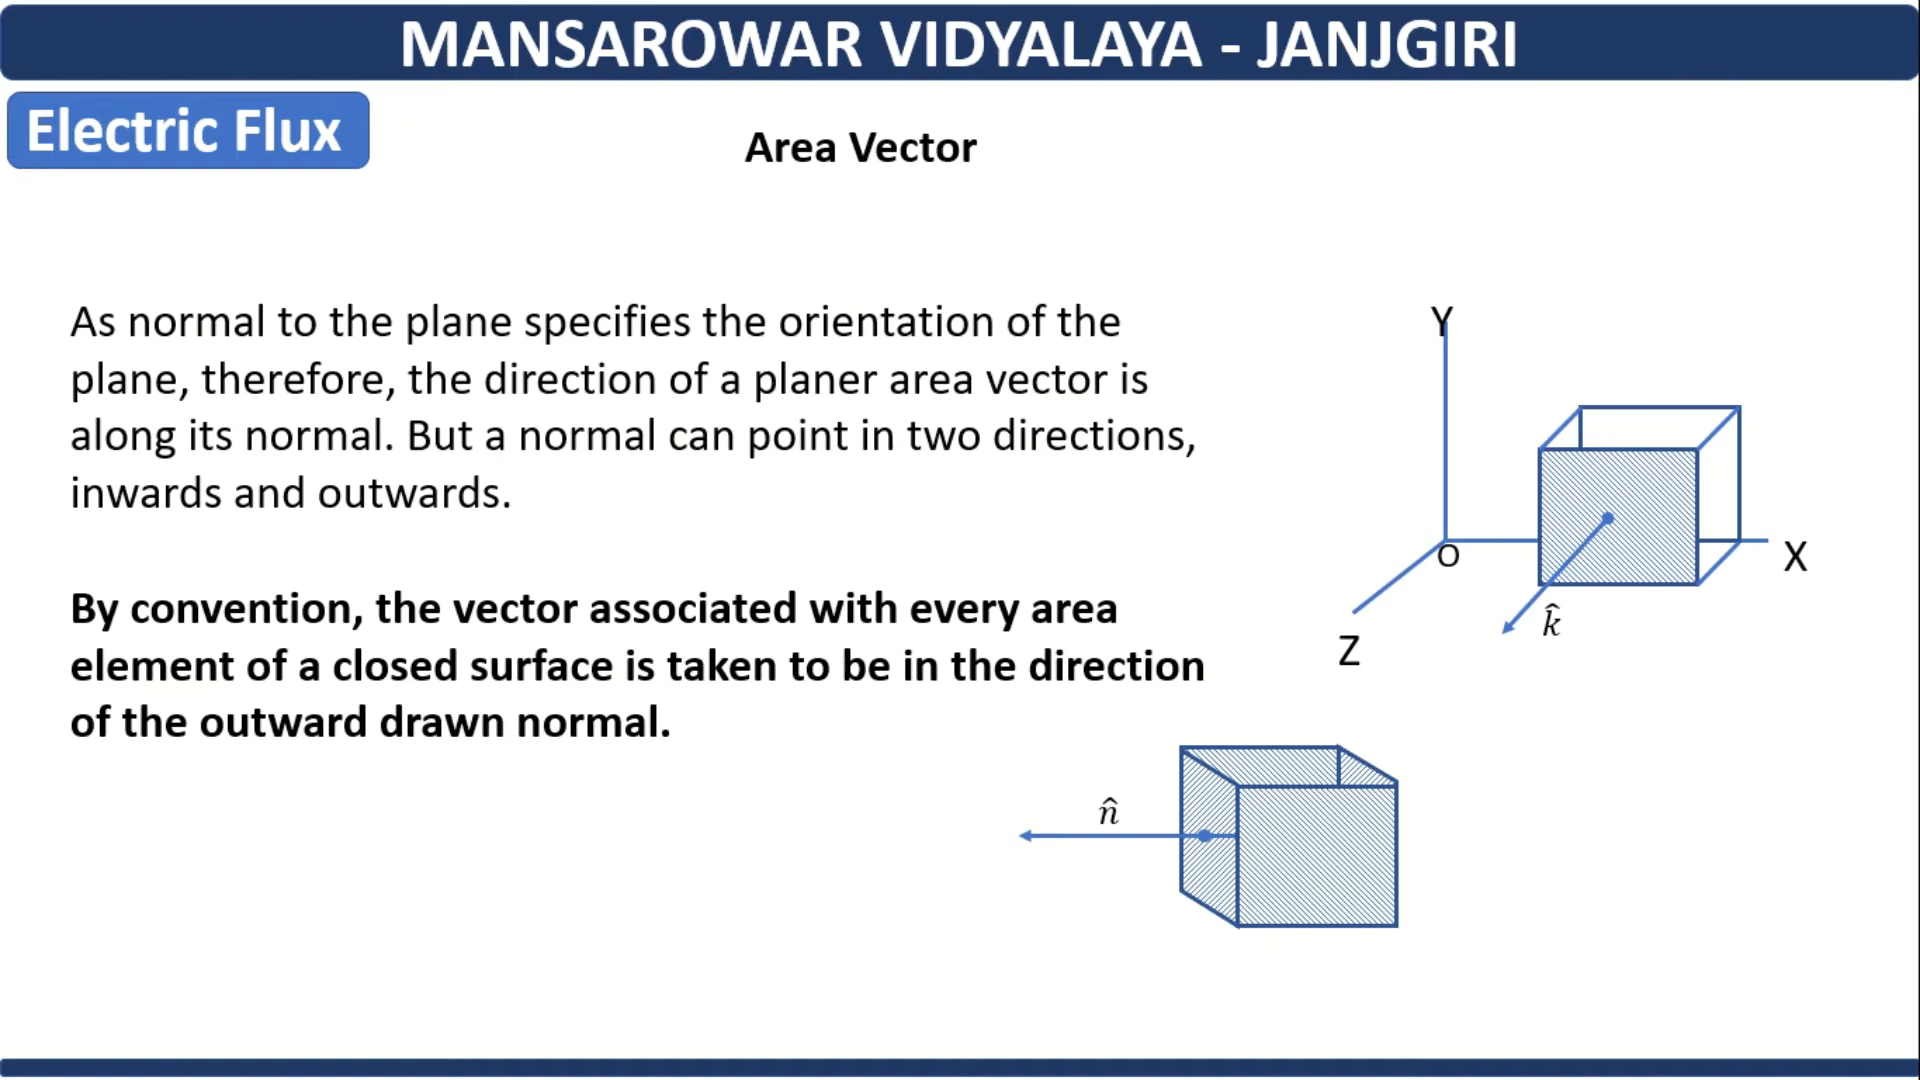 MANSAROWAR VIDYALAYA - JANJGIRI
Electric Flux
Area Vector
As normal to the plane specifies the orientation of the
plane, therefore, the direction of a planer area vector is
along its normal. But a normal can point in two directions,
inwards and outwards.
By convention, the vector associated with every area
element of a closed surface is taken to be in the direction
of the outward drawn normal.
Y
O
X
Z
k̂
n̂